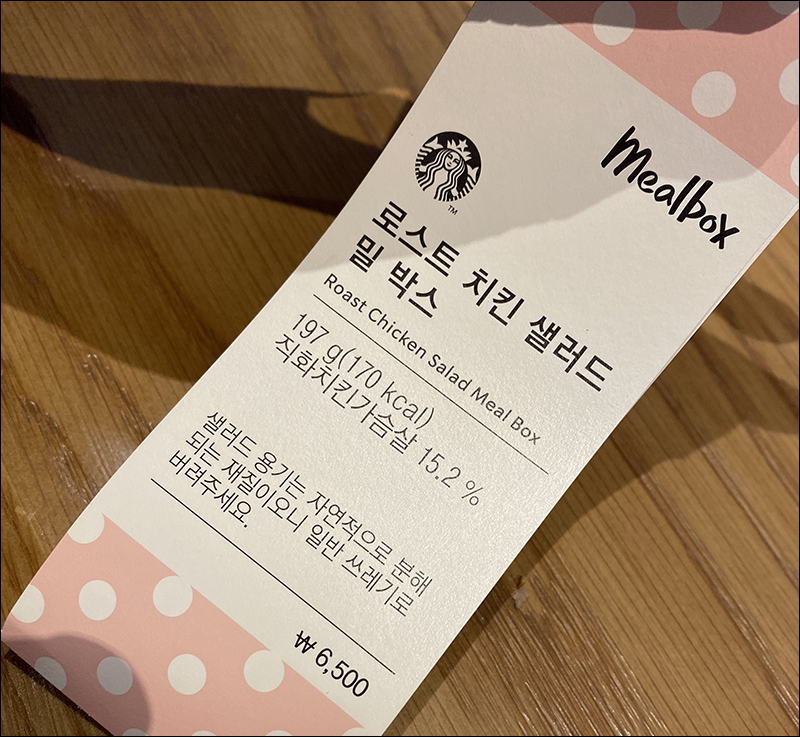 Mealbox
TM
로스트 치킨 샐러드
밀 박스
Roast Chicken Salad Meal Box
197 g(170 kcal)
직화치킨가슴살 15.2 %
샐러드 용기는 자연적으로 분해
되는 재질이오니 일반 쓰레기로
버려주세요.
₩ 6,500